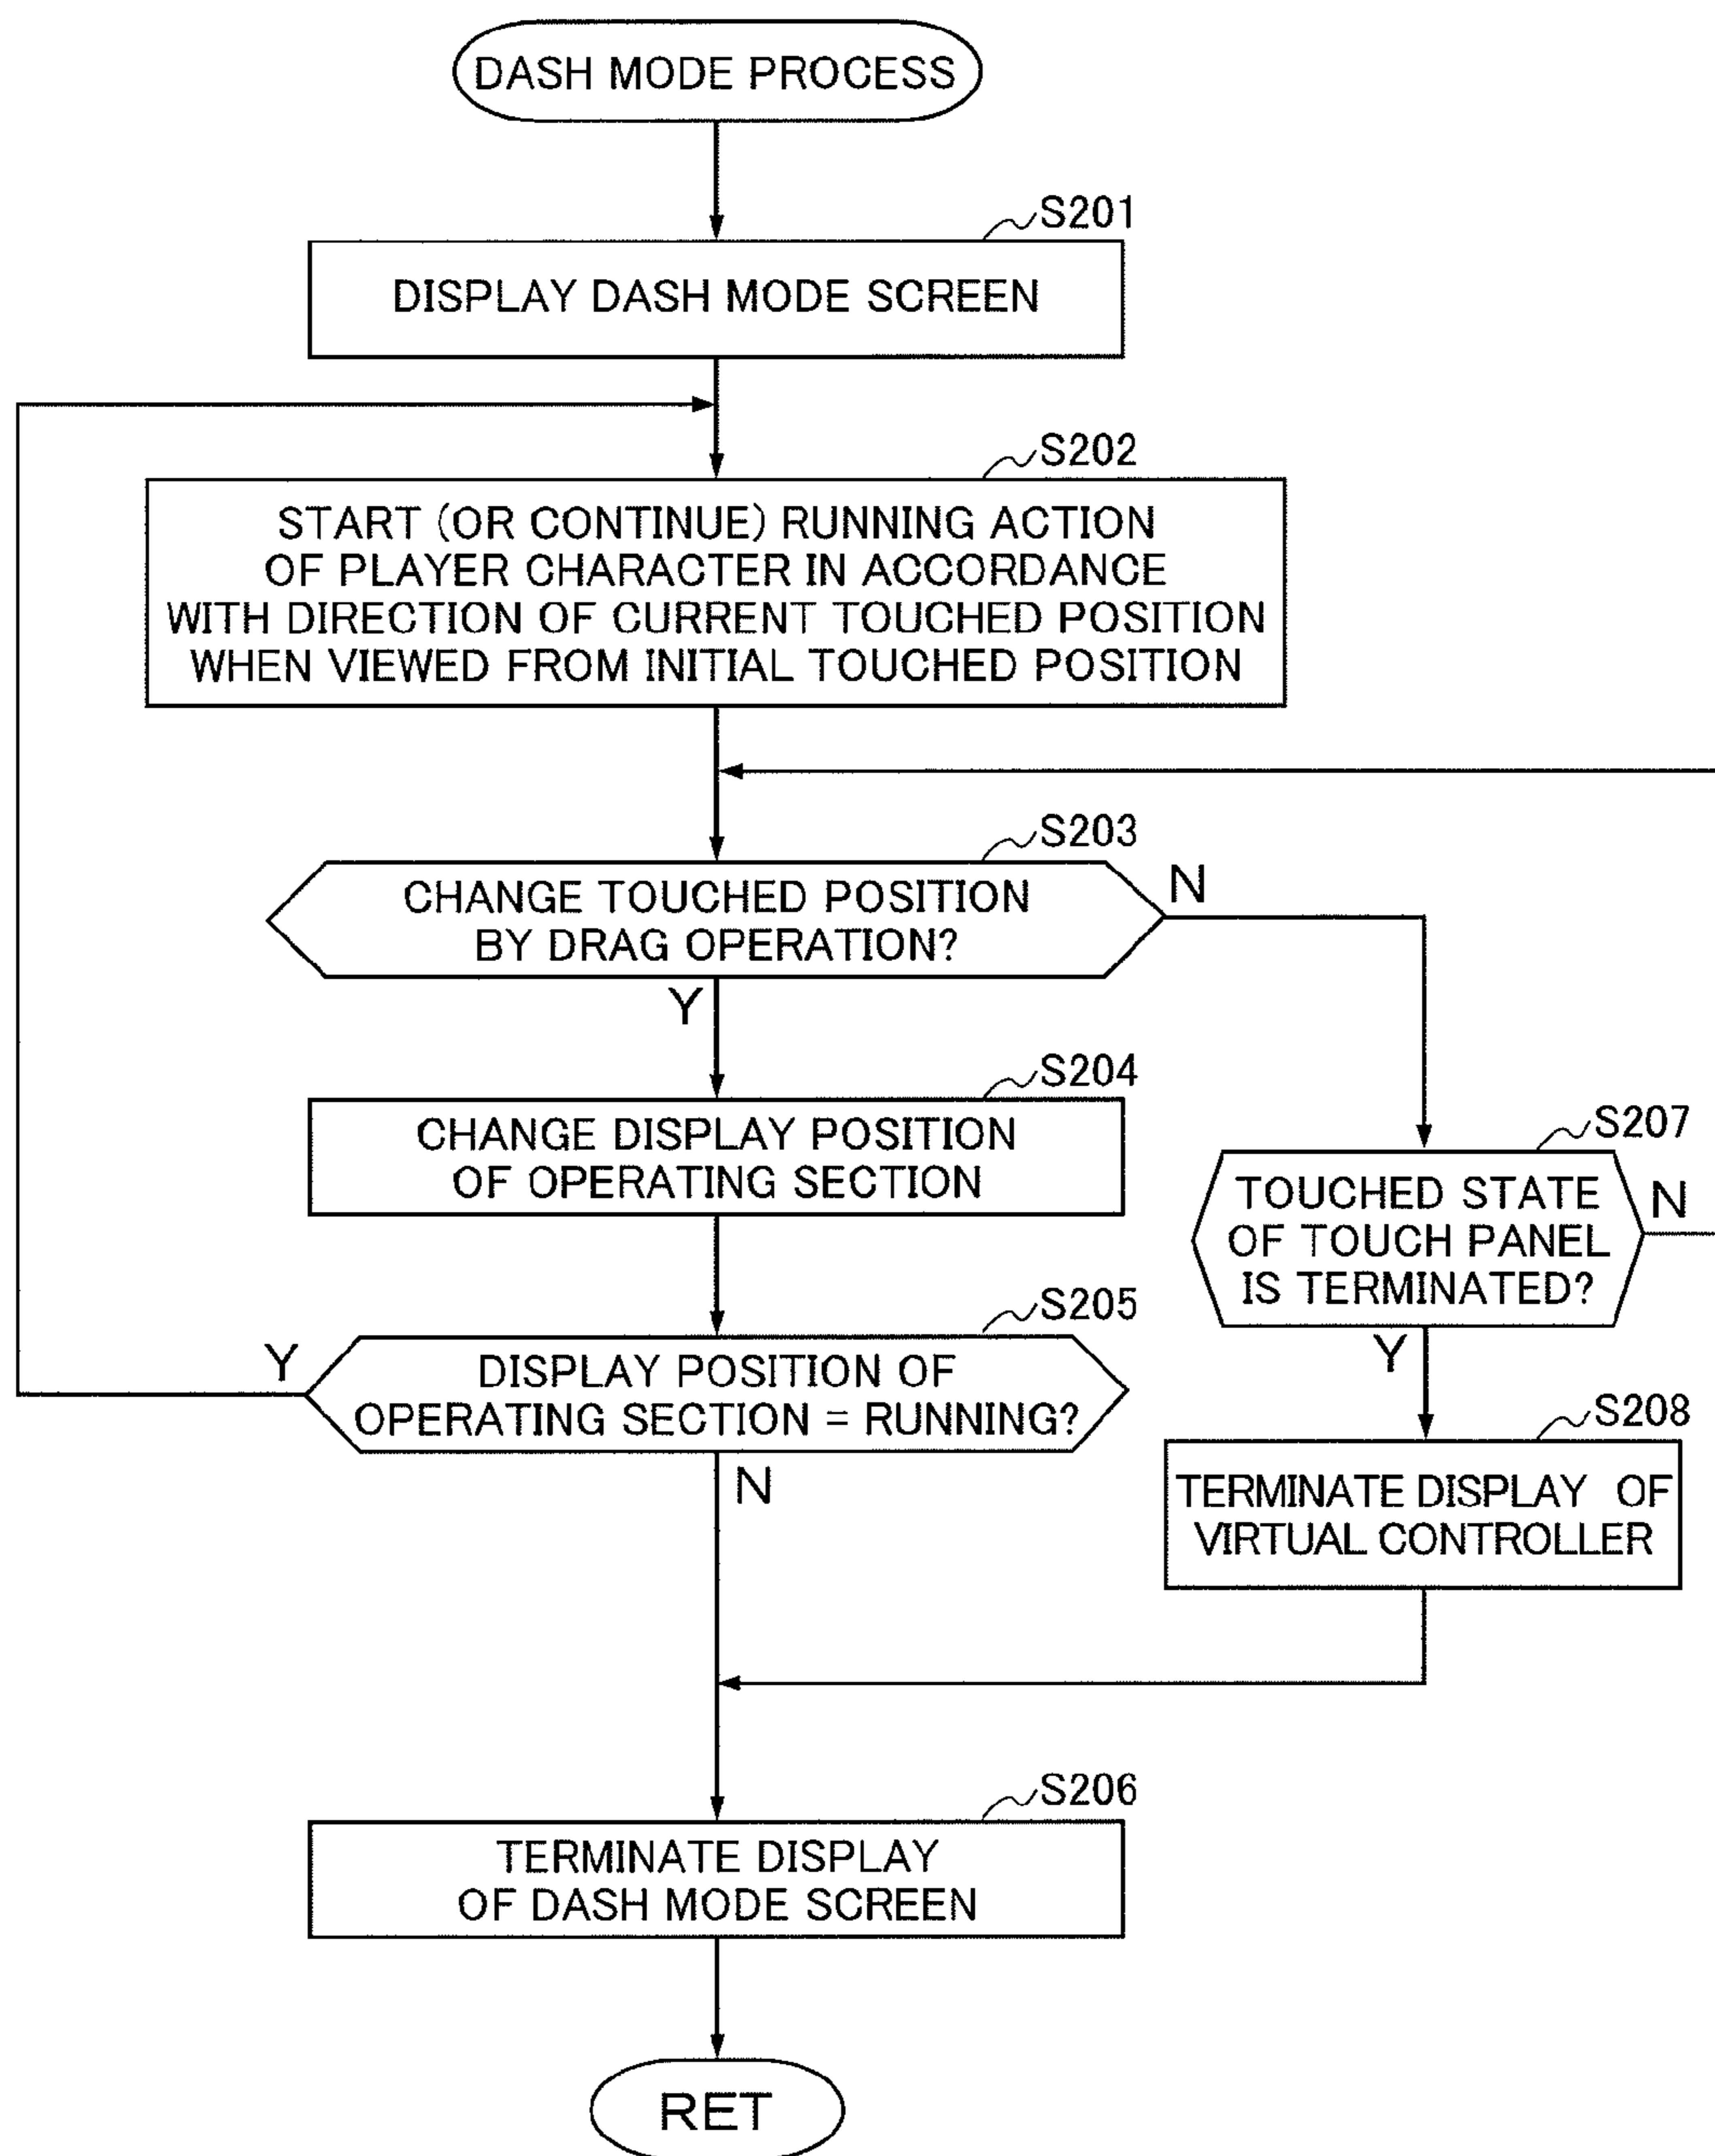 DASH MODE PROCESS
S201
DISPLAY DASH MODE SCREEN
S202
START (OR CONTINUE) RUNNING ACTION
OF PLAYER CHARACTER IN ACCORDANCE
WITH DIRECTION OF CURRENT TOUCHED POSITION
WHEN VIEWED FROM INITIAL TOUCHED POSITION
S203
CHANGE TOUCHED POSITION
BY DRAG OPERATION?
N
Y
S204
CHANGE DISPLAY POSITION
OF OPERATING SECTION
S207
TOUCHED STATE
OF TOUCH PANEL
IS TERMINATED?
N
Y
S205
DISPLAY POSITION OF
OPERATING SECTION = RUNNING?
Y
N
S208
TERMINATE DISPLAY OF
VIRTUAL CONTROLLER
S206
TERMINATE DISPLAY
OF DASH MODE SCREEN
RET